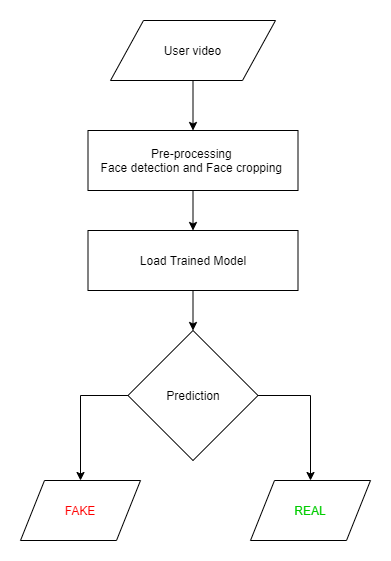 User video
Pre-processing
Face detection and Face cropping
Load Trained Model
Prediction
FAKE
REAL